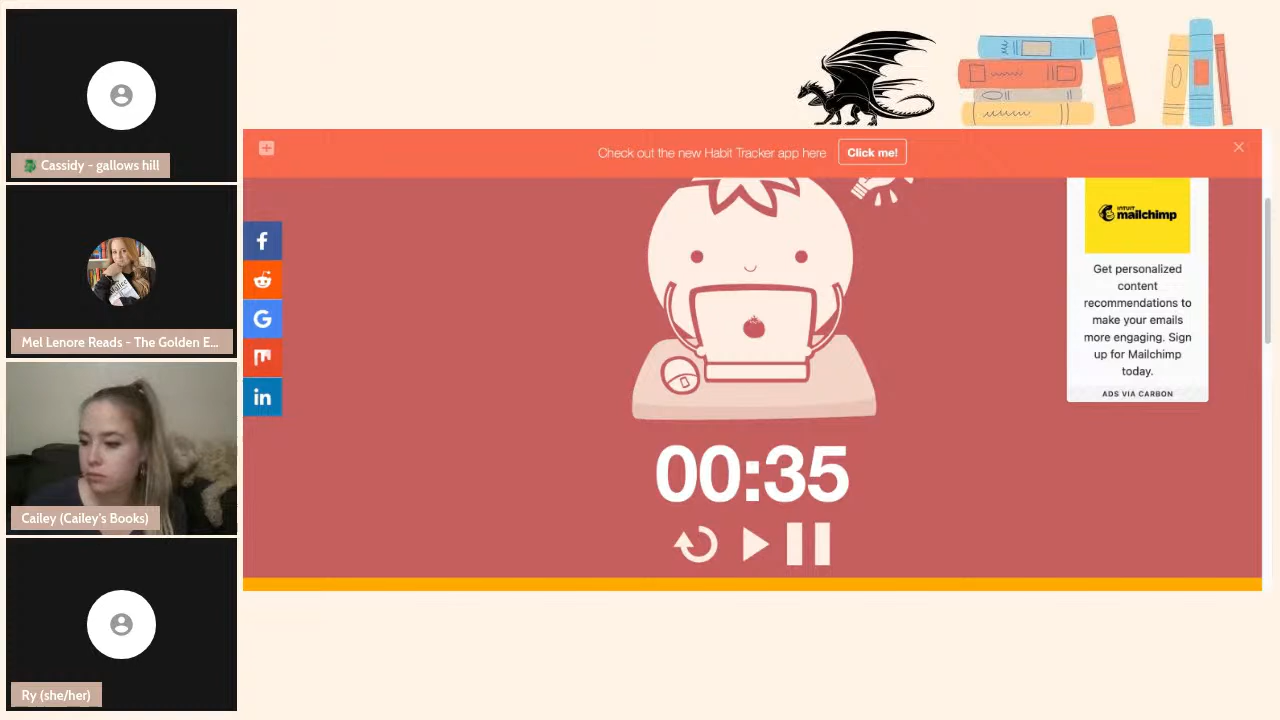 Cassidy - gallows hill
Mel Lenore Reads - The Golden E...
Cailey (Cailey's Books)
Ry (she/her)
Check out the new Habit Tracker app here
Click me!
f
G
in
INTUIT
mailchimp
Get personalized
content
recommendations to
make your emails
more engaging. Sign
up for Mailchimp
today.
ADS VIA CARBON
00:35